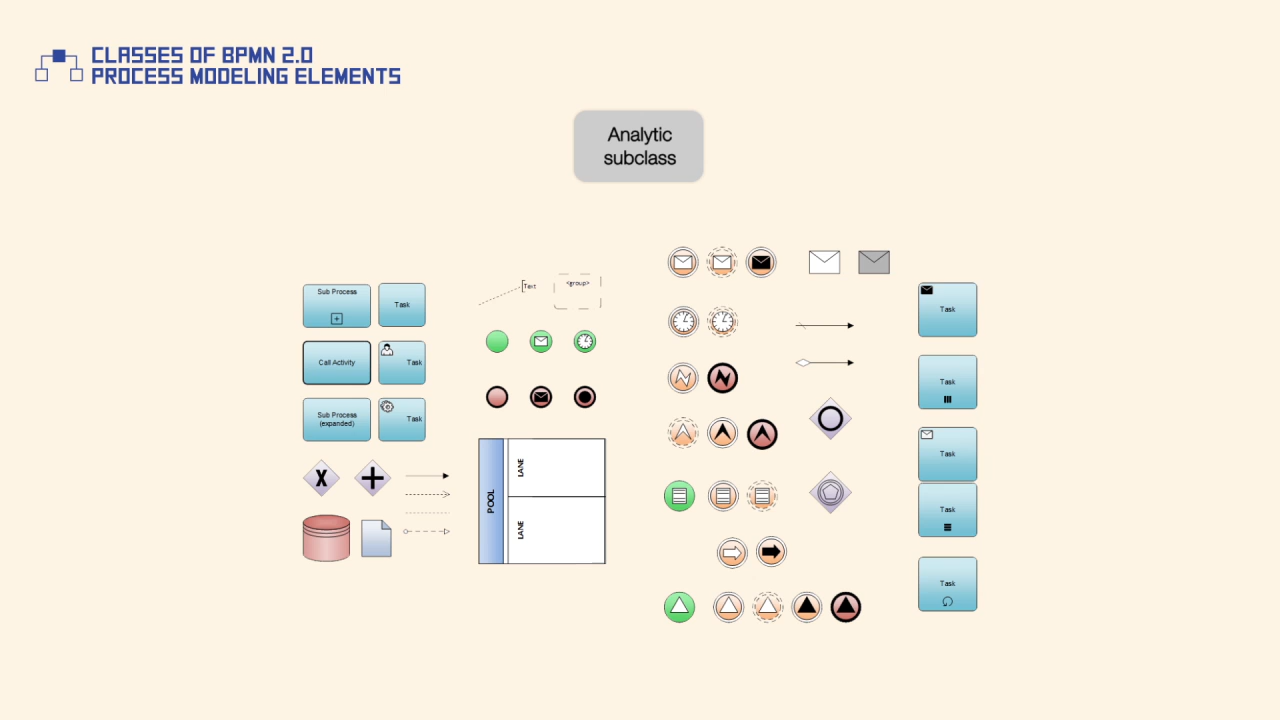 CLASSES OF BPMN 2.0
PROCESS MODELING ELEMENTS
Analytic
subclass
Sub Process
Task
Call Activity
Task
Sub Process
(expanded)
Task
X
Text
<group>
POOL
LANE
LANE
Task
Task
Task
Task
Task